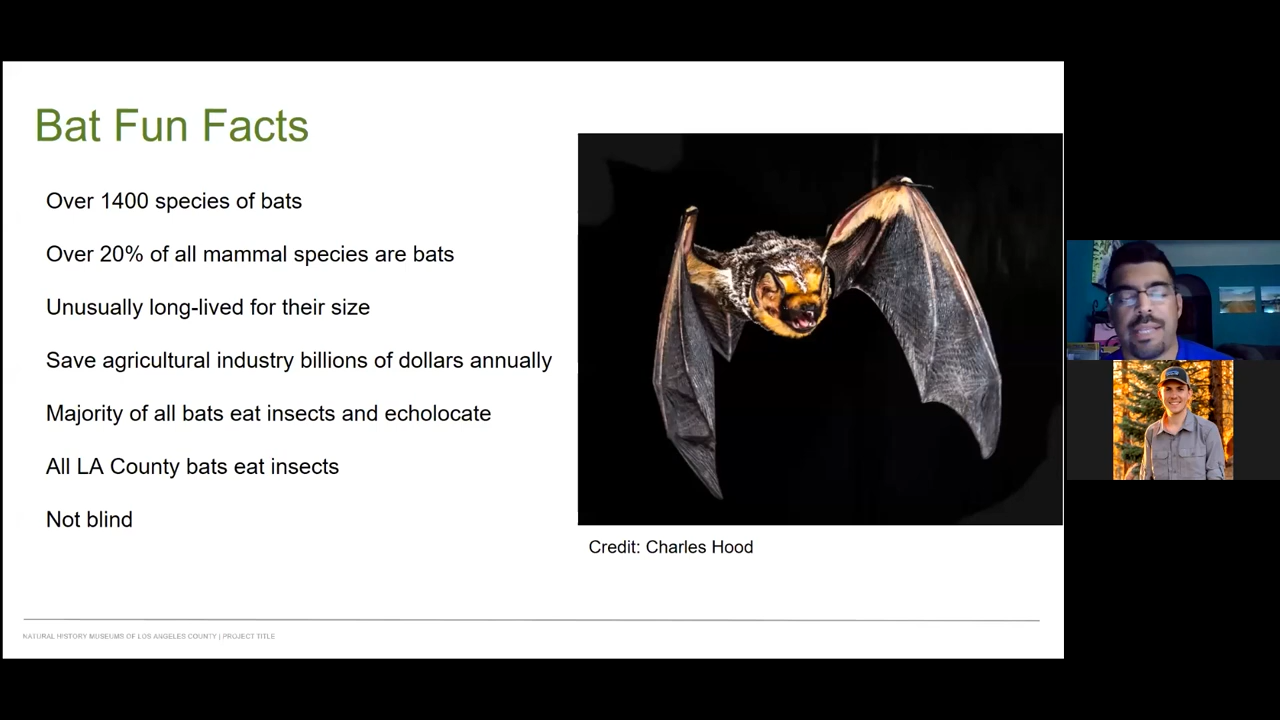 Bat Fun Facts
Over 1400 species of bats
Over 20% of all mammal species are bats
Unusually long-lived for their size
Save agricultural industry billions of dollars annually
Majority of all bats eat insects and echolocate
All LA County bats eat insects
Not blind
Credit: Charles Hood
NATURAL HISTORY MUSEUMS OF LOS ANGELES COUNTY | PROJECT TITLE